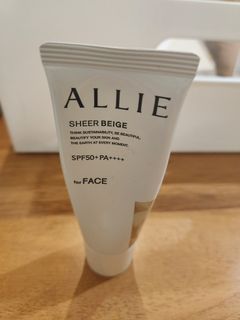 ALLIE
SHEER BEIGE
THINK SUSTAINABILITY, BE BEAUTIFUL.
BEAUTIFY YOUR SKIN AND
THE EARTH AT EVERY MOMENT.
SPF50+PA++++
for FACE